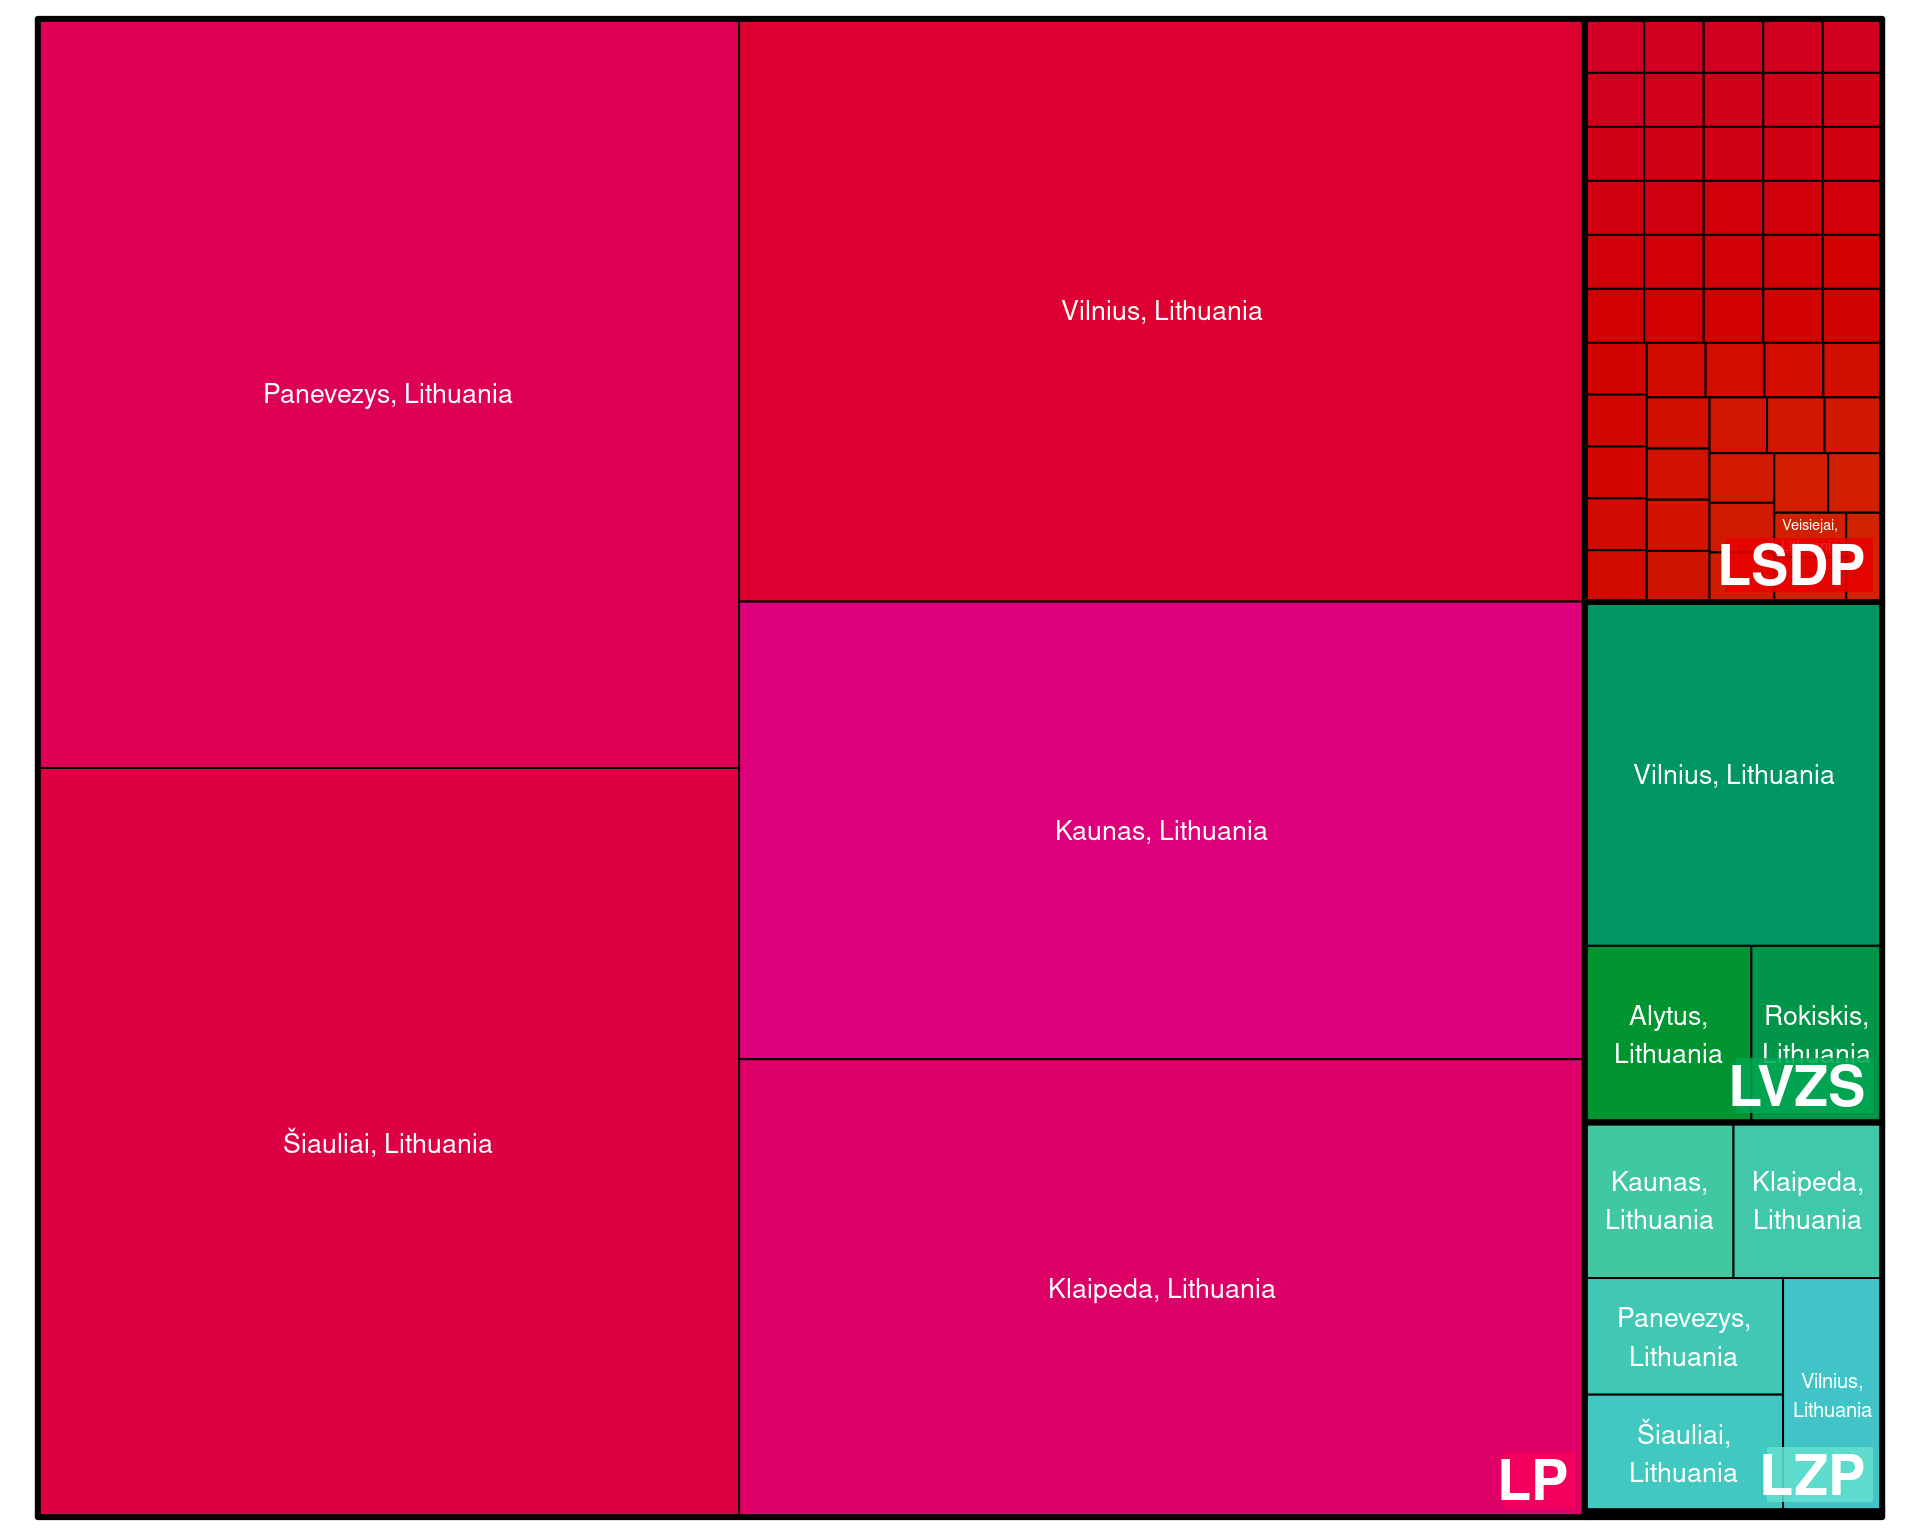 Panevezys, Lithuania
Šiauliai, Lithuania
Vilnius, Lithuania
Kaunas, Lithuania
Klaipeda, Lithuania
LP
Veisiejai,
LSDP
Vilnius, Lithuania
Alytus,
Lithuania
Rokiskis,
Lithuania
LVZS
Kaunas,
Lithuania
Klaipeda,
Lithuania
Panevezys,
Lithuania
Šiauliai,
Lithuania
Vilnius,
Lithuania
LZP